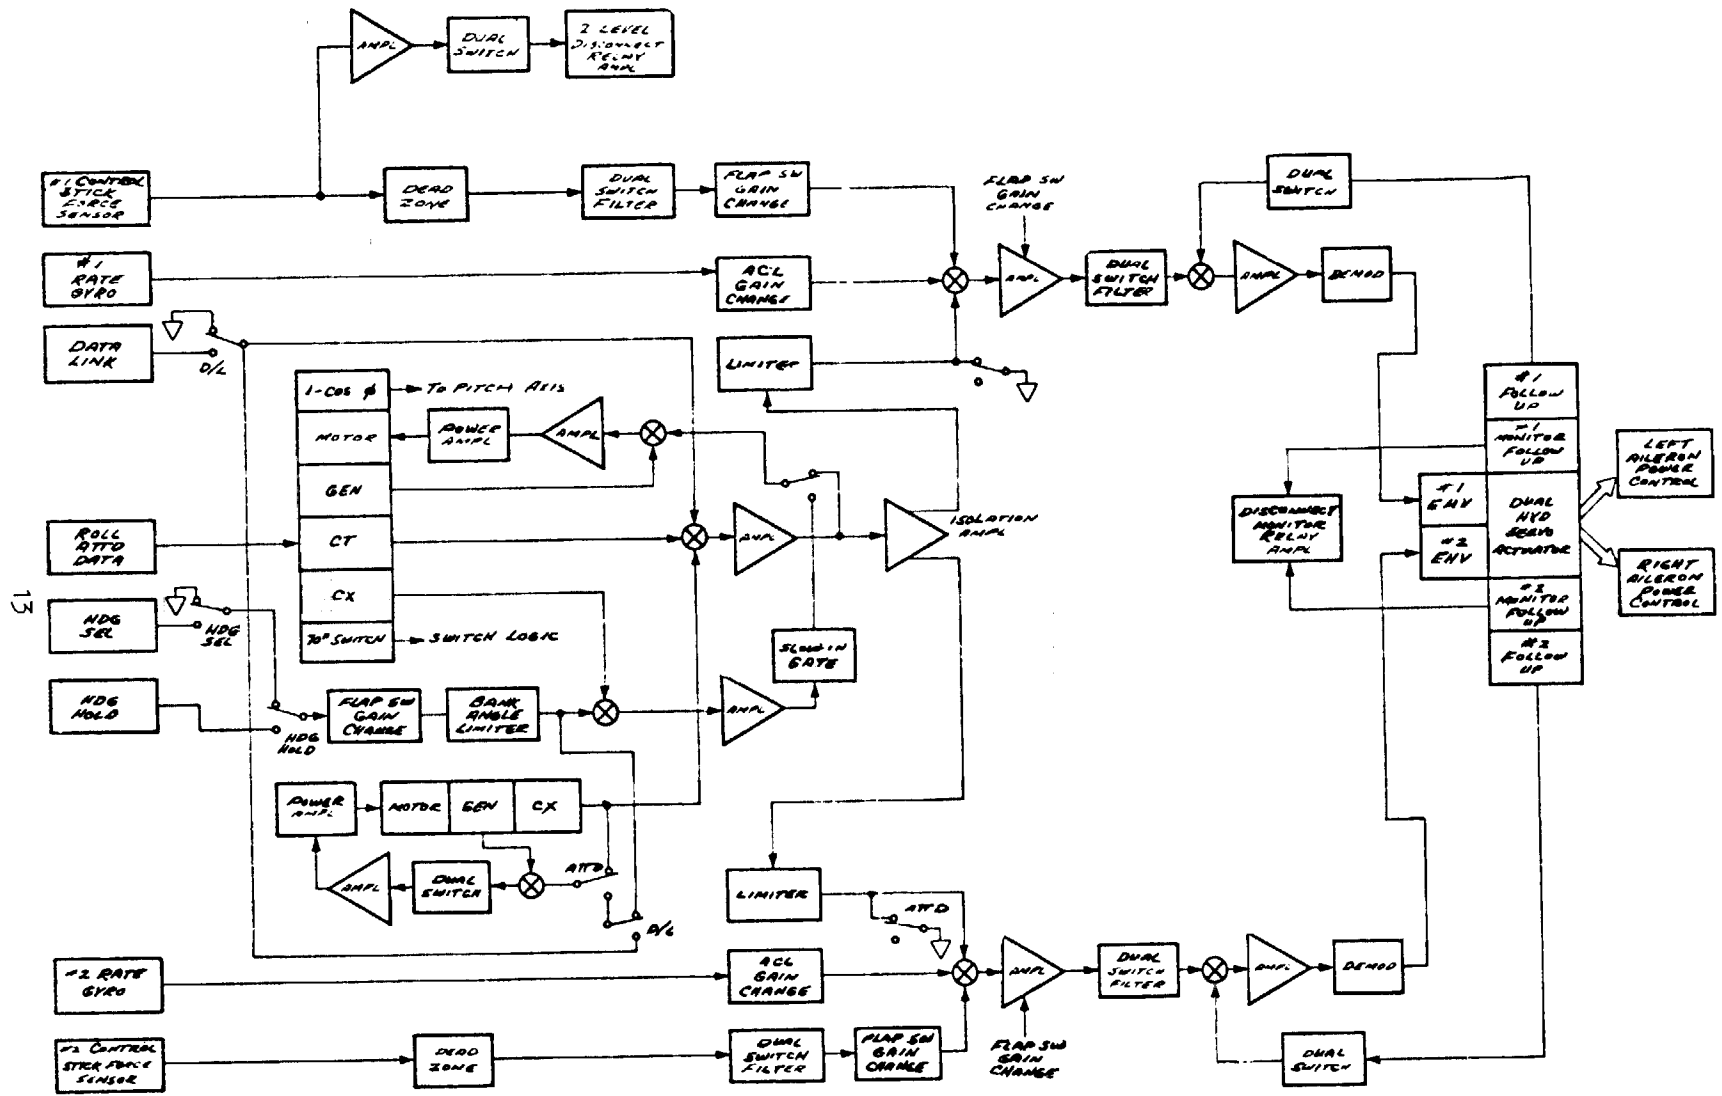 AMPL
DUAL
SWITCH
2 LEVEL
DISCONNECT
RELAY
AMPL
#1 CONTROL
STICK
FORCE
SENSOR
DEAD
ZONE
DUAL
SWITCH
FILTER
FLAP SW
GAIN
CHANGE
FLAP SW
GAIN
CHANGE
DUAL
SWITCH
#1
RATE
GYRO
ACL
GAIN
CHANGE
AMPL
DUAL
SWITCH
FILTER
AMPL
DEMOD
DATA
LINK
D/L
LIMITER
1-COS φ
TO PITCH AXIS
MOTOR
POWER
AMPL
AMPL
GEN
CT
CX
70° SWITCH
SWITCH LOGIC
ROLL
ATTD
DATA
AMPL
ISOLATION
AMPL
#1
FOLLOW
UP
#1
MONITOR
FOLLOW
UP
#1
EHV
#2
EHV
DUAL
HYD
SERVO
ACTUATOR
#2
MONITOR
FOLLOW
UP
#2
FOLLOW
UP
LEFT
AILERON
POWER
CONTROL
RIGHT
AILERON
POWER
CONTROL
DISCONNECT
MONITOR
RELAY
AMPL
13
HDG
SEL
HDG
SEL
SLOW IN
GATE
HDG
HOLD
HDG
HOLD
FLAP SW
GAIN
CHANGE
BANK
ANGLE
LIMITER
AMPL
POWER
AMPL
MOTOR
GEN
CX
AMPL
DUAL
SWITCH
ATTD
D/L
LIMITER
ATTD
#2 RATE
GYRO
ACL
GAIN
CHANGE
AMPL
DUAL
SWITCH
FILTER
AMPL
DEMOD
#2 CONTROL
STICK FORCE
SENSOR
DEAD
ZONE
DUAL
SWITCH
FILTER
FLAP SW
GAIN
CHANGE
FLAP SW
GAIN
CHANGE
DUAL
SWITCH